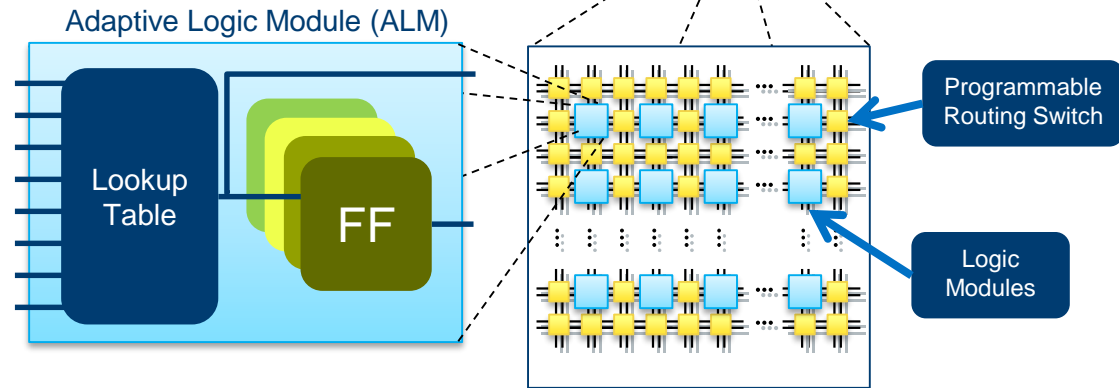 Adaptive Logic Module (ALM)
Lookup
Table
FF
Programmable
Routing Switch
Logic
Modules